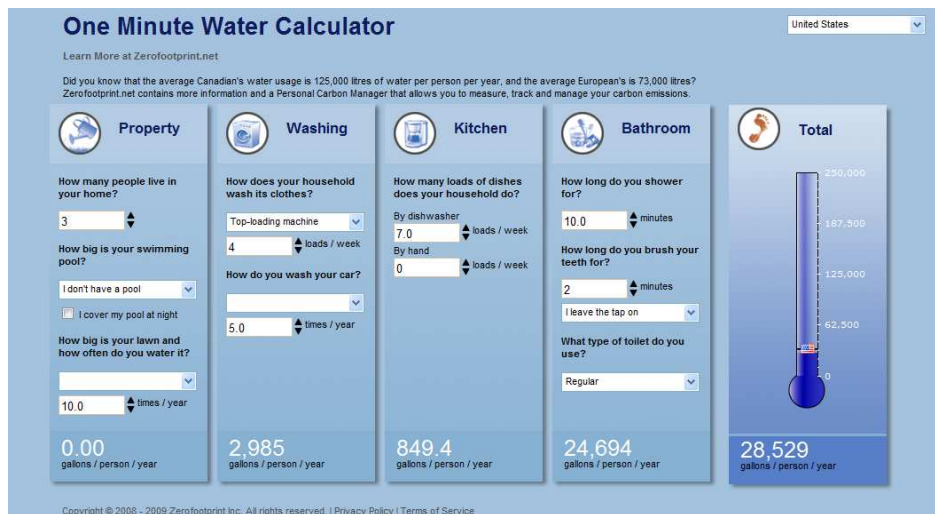 One Minute Water Calculator
United States
Learn More at Zerofootprint.net
Did you know that the average Canadian's water usage is 125,000 litres of water per person per year, and the average European's is 73,000 litres?
Zerofootprint.net contains more information and a Personal Carbon Manager that allows you to measure, track and manage your carbon emissions.
Property
How many people live in
your home?
3
How big is your swimming
pool?
I don't have a pool
I cover my pool at night
How big is your lawn and
how often do you water it?
10.0 times / year
0.00
gallons / person / year
Washing
How does your household
wash its clothes?
Top-loading machine
4 loads / week
How do you wash your car?
5.0 times / year
2,985
gallons / person / year
Kitchen
How many loads of dishes
does your household do?
By dishwasher
7.0 loads / week
By hand
0 loads / week
849.4
gallons / person / year
Bathroom
How long do you shower
for?
10.0 minutes
How long do you brush your
teeth for?
2 minutes
I leave the tap on
What type of toilet do you
use?
Regular
24,694
gallons / person / year
Total
250,000
187,500
125,000
62,500
0
28,529
gallons / person / year
Copyright © 2008 - 2009 Zerofootprint Inc. All rights reserved. | Privacy Policy | Terms of Service